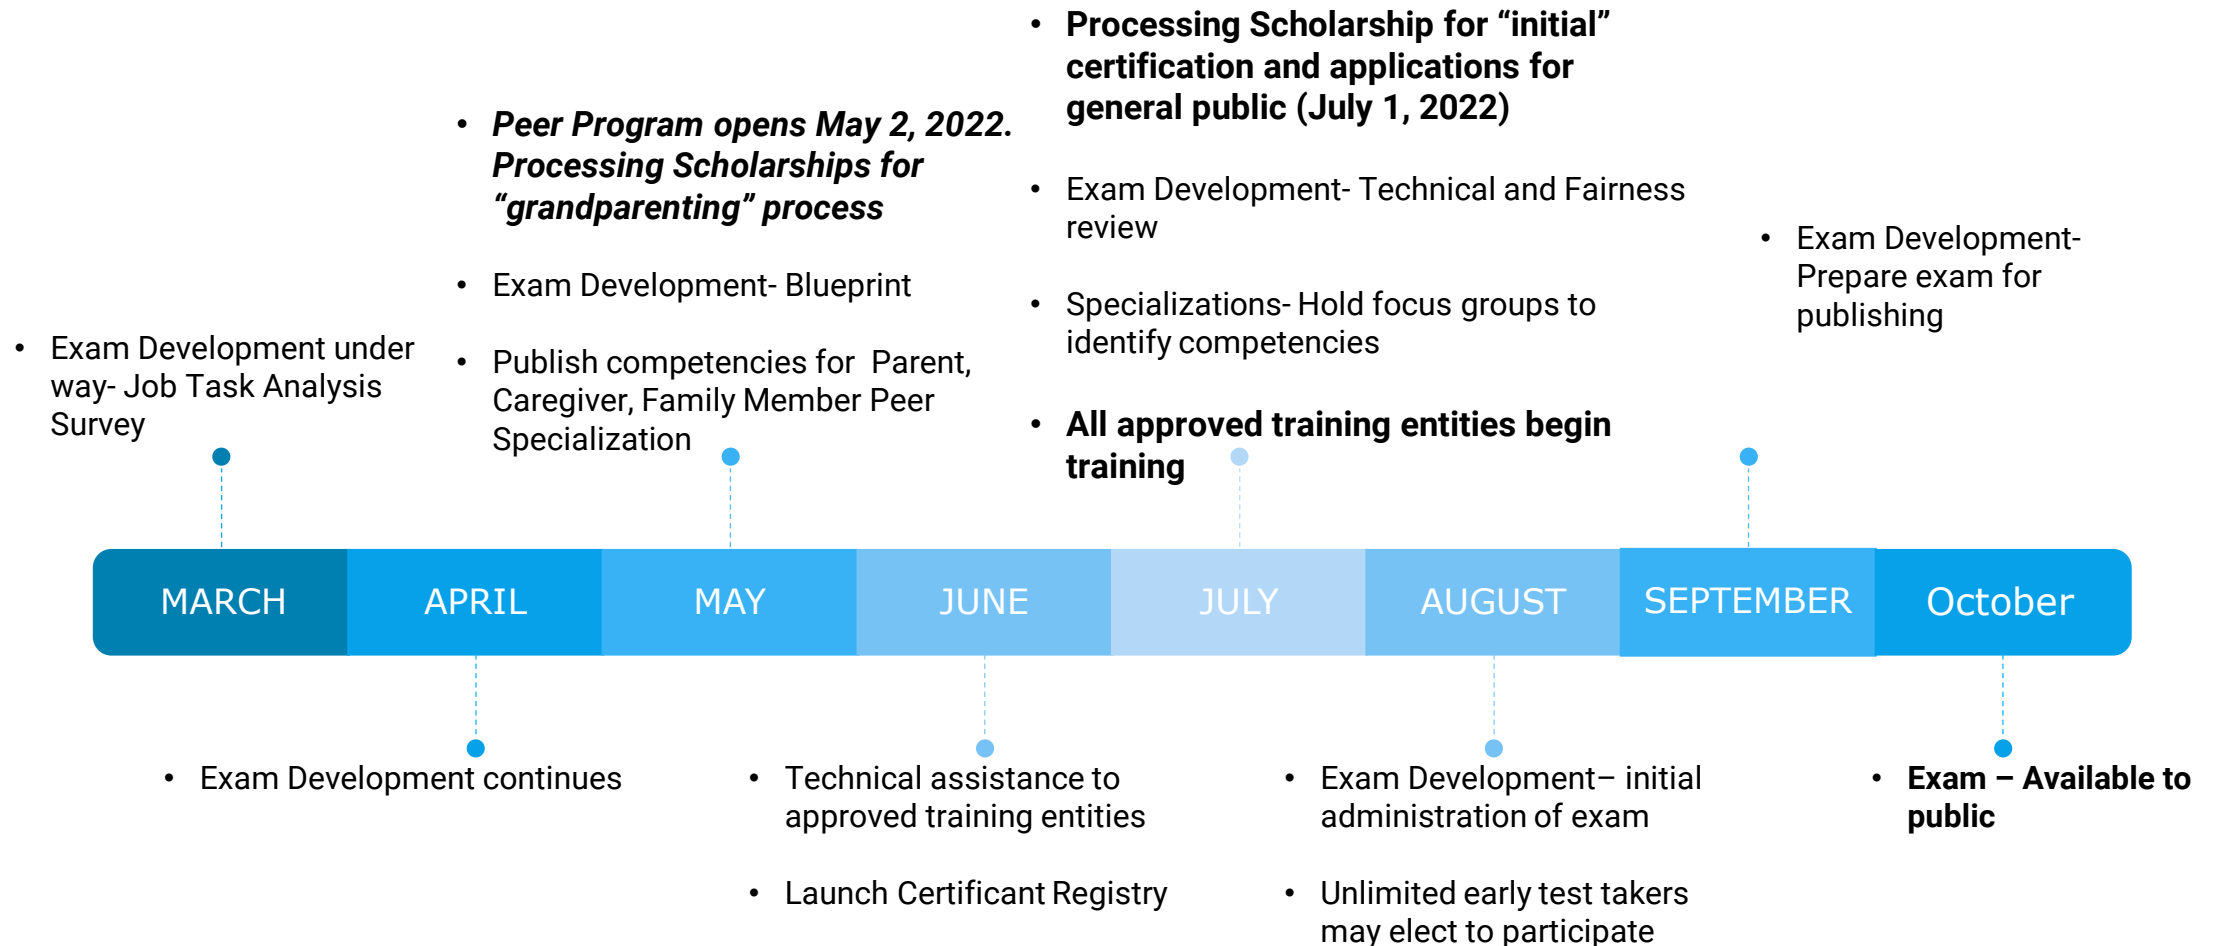 • Exam Development under
way- Job Task Analysis
Survey
• Peer Program opens May 2, 2022.
Processing Scholarships for
“grandparenting” process
• Exam Development- Blueprint
• Publish competencies for  Parent,
Caregiver, Family Member Peer
Specialization
• Processing Scholarship for “initial”
certification and applications for
general public (July 1, 2022)
• Exam Development- Technical and Fairness
review
• Specializations- Hold focus groups to
identify competencies
• All approved training entities begin
training
• Exam Development-
Prepare exam for
publishing
MARCH
APRIL
MAY
JUNE
JULY
AUGUST
SEPTEMBER
October
• Exam Development continues
• Technical assistance to
approved training entities
• Launch Certificant Registry
• Exam Development– initial
administration of exam
• Unlimited early test takers
may elect to participate
• Exam – Available to
public